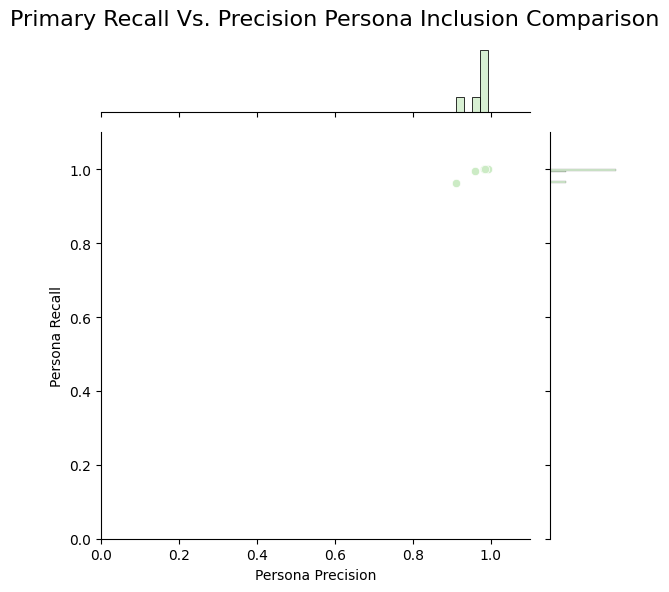 Primary Recall Vs. Precision Persona Inclusion Comparison
1.0
0.8
0.6
0.4
0.2
0.0
Persona Recall
0.0 0.2 0.4 0.6 0.8 1.0
Persona Precision